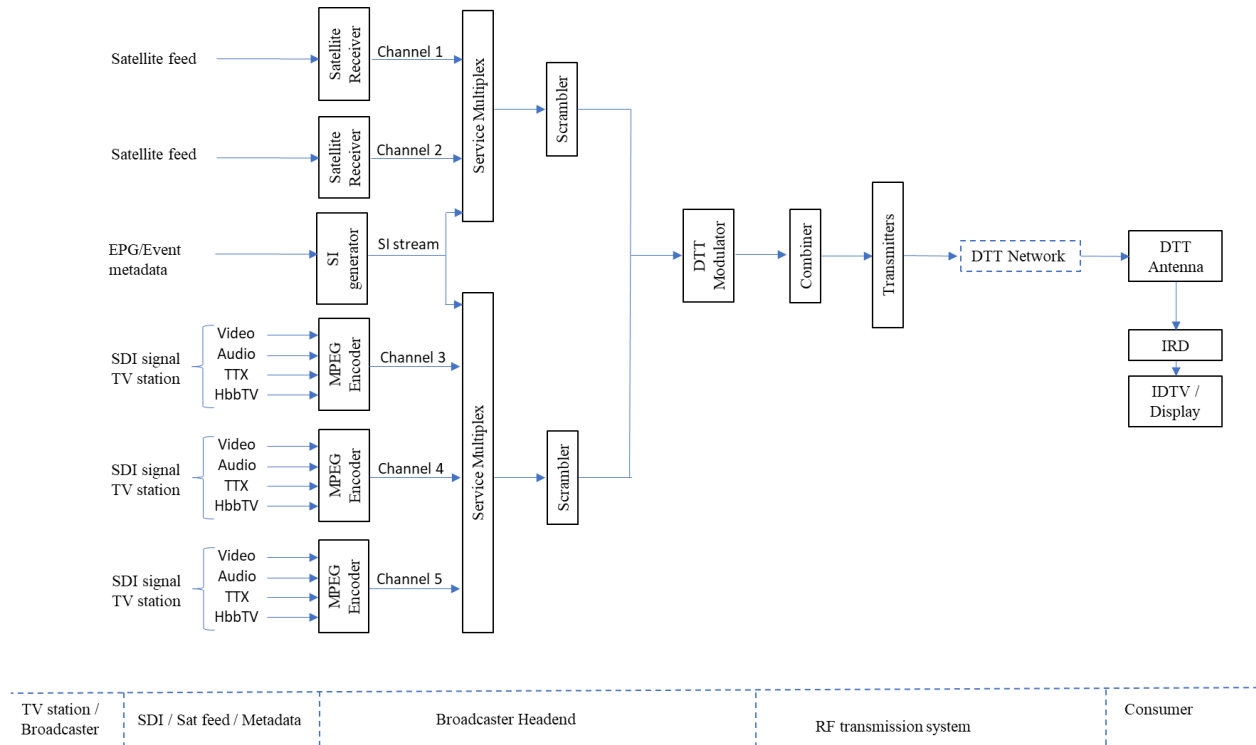 Satellite feed
Satellite
Receiver
Channel 1
Satellite feed
Satellite
Receiver
Channel 2
Service Multiplex
Scrambler
EPG/Event
metadata
SI
generator
SI stream
SDI signal
TV station
Video
Audio
TTX
HbbTV
MPEG
Encoder
Channel 3
SDI signal
TV station
Video
Audio
TTX
HbbTV
MPEG
Encoder
Channel 4
SDI signal
TV station
Video
Audio
TTX
HbbTV
MPEG
Encoder
Channel 5
Service Multiplex
Scrambler
DTT
Modulator
Combiner
Transmitters
DTT Network
DTT
Antenna
IRD
IDTV /
Display
TV station /
Broadcaster
SDI / Sat feed / Metadata
Broadcaster Headend
RF transmission system
Consumer